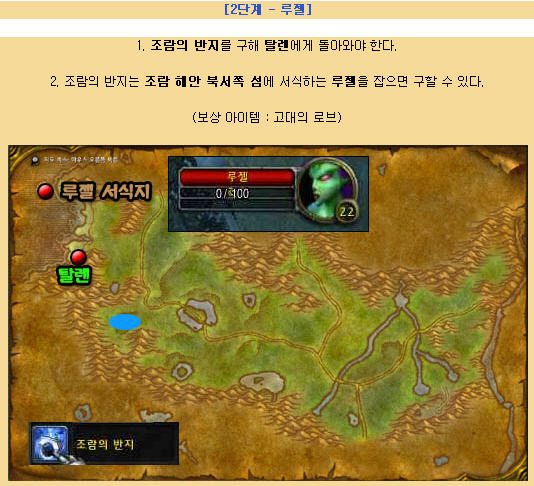 [2단계 - 루젤]
1. 조람의 반지를 구해 탈렌에게 돌아와야 한다.
2. 조람의 반지는 조람 해안 북서쪽 섬에 서식하는 루젤을 잡으면 구할 수 있다.
(보상 아이템 : 고대의 로브)
루젤 서식지
루젤
0/100
22
탈렌
조람의 반지